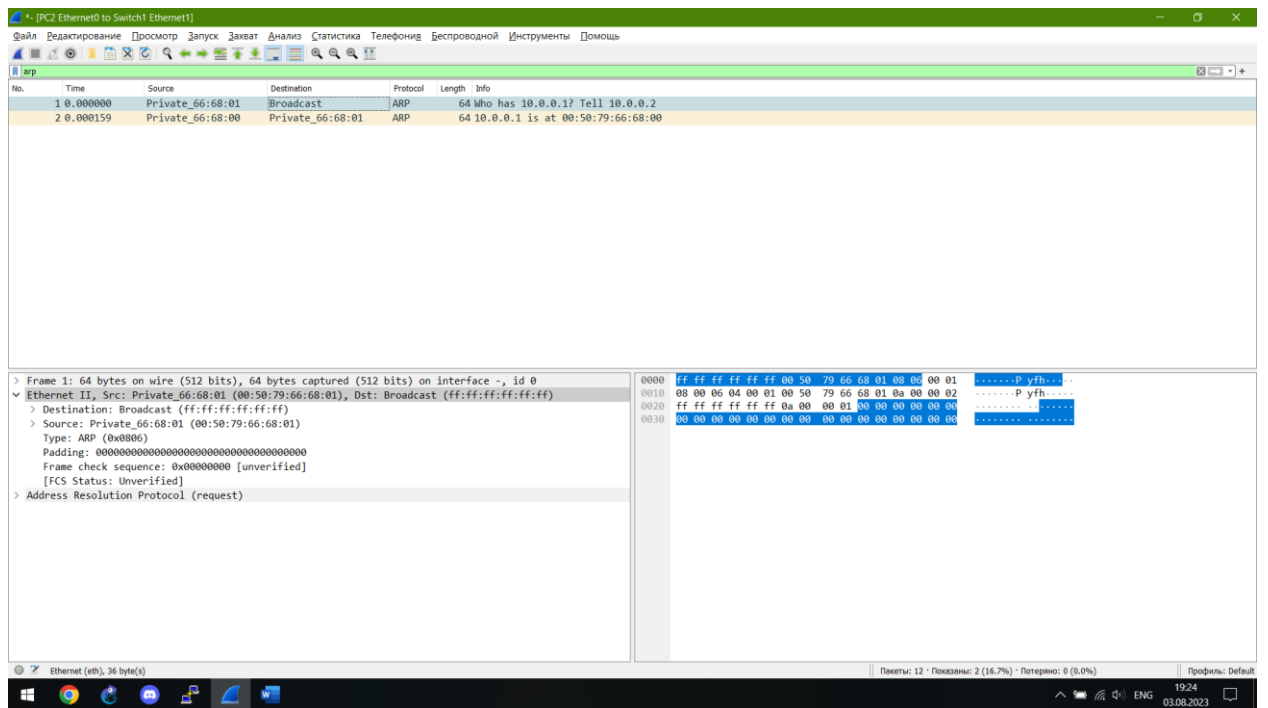 *- [PC2 Ethernet0 to Switch1 Ethernet1]
Файл Редактирование Просмотр Запуск Захват Анализ Статистика Телефония Беспроводной Инструменты Помощь
arp
No. Time Source Destination Protocol Length Info
1 0.000000 Private_66:68:01 Broadcast ARP 64 Who has 10.0.0.1? Tell 10.0.0.2
2 0.000159 Private_66:68:00 Private_66:68:01 ARP 64 10.0.0.1 is at 00:50:79:66:68:00
> Frame 1: 64 bytes on wire (512 bits), 64 bytes captured (512 bits) on interface -, id 0
Ethernet II, Src: Private_66:68:01 (00:50:79:66:68:01), Dst: Broadcast (ff:ff:ff:ff:ff:ff)
> Destination: Broadcast (ff:ff:ff:ff:ff:ff)
> Source: Private_66:68:01 (00:50:79:66:68:01)
Type: ARP (0x0806)
Padding: 000000000000000000000000000000000000
Frame check sequence: 0x00000000 [unverified]
[FCS Status: Unverified]
> Address Resolution Protocol (request)
0000 ff ff ff ff ff ff 00 50 79 66 68 01 08 06 00 01 ·······P yfh·····
0010 08 00 06 04 00 01 00 50 79 66 68 01 0a 00 00 02 ·······P yfh·····
0020 ff ff ff ff ff ff 0a 00 00 01 00 00 00 00 00 00 ········ ········
0030 00 00 00 00 00 00 00 00 00 00 00 00 00 00 00 00 ········ ········
Ethernet (eth), 36 byte(s)
Пакеты: 12 · Показаны: 2 (16.7%) · Потеряно: 0 (0.0%)
Профиль: Default
ENG
19:24
03.08.2023